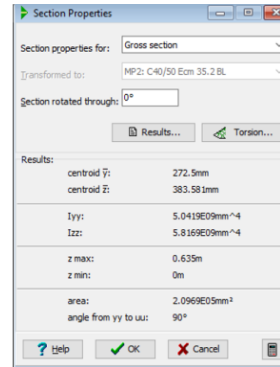 Section Properties
Section properties for: Gross section
Transformed to: MP2: C40/50 Ecm 35.2 BL
Section rotated through: 0°
Results... Torsion...
Results:
centroid y̅: 272.5mm
centroid z̅: 383.581mm
Iyy: 5.0419E09mm^4
Izz: 5.8169E09mm^4
z max: 0.635m
z min: 0m
area: 2.0969E05mm²
angle from yy to uu: 90°
? Help OK Cancel